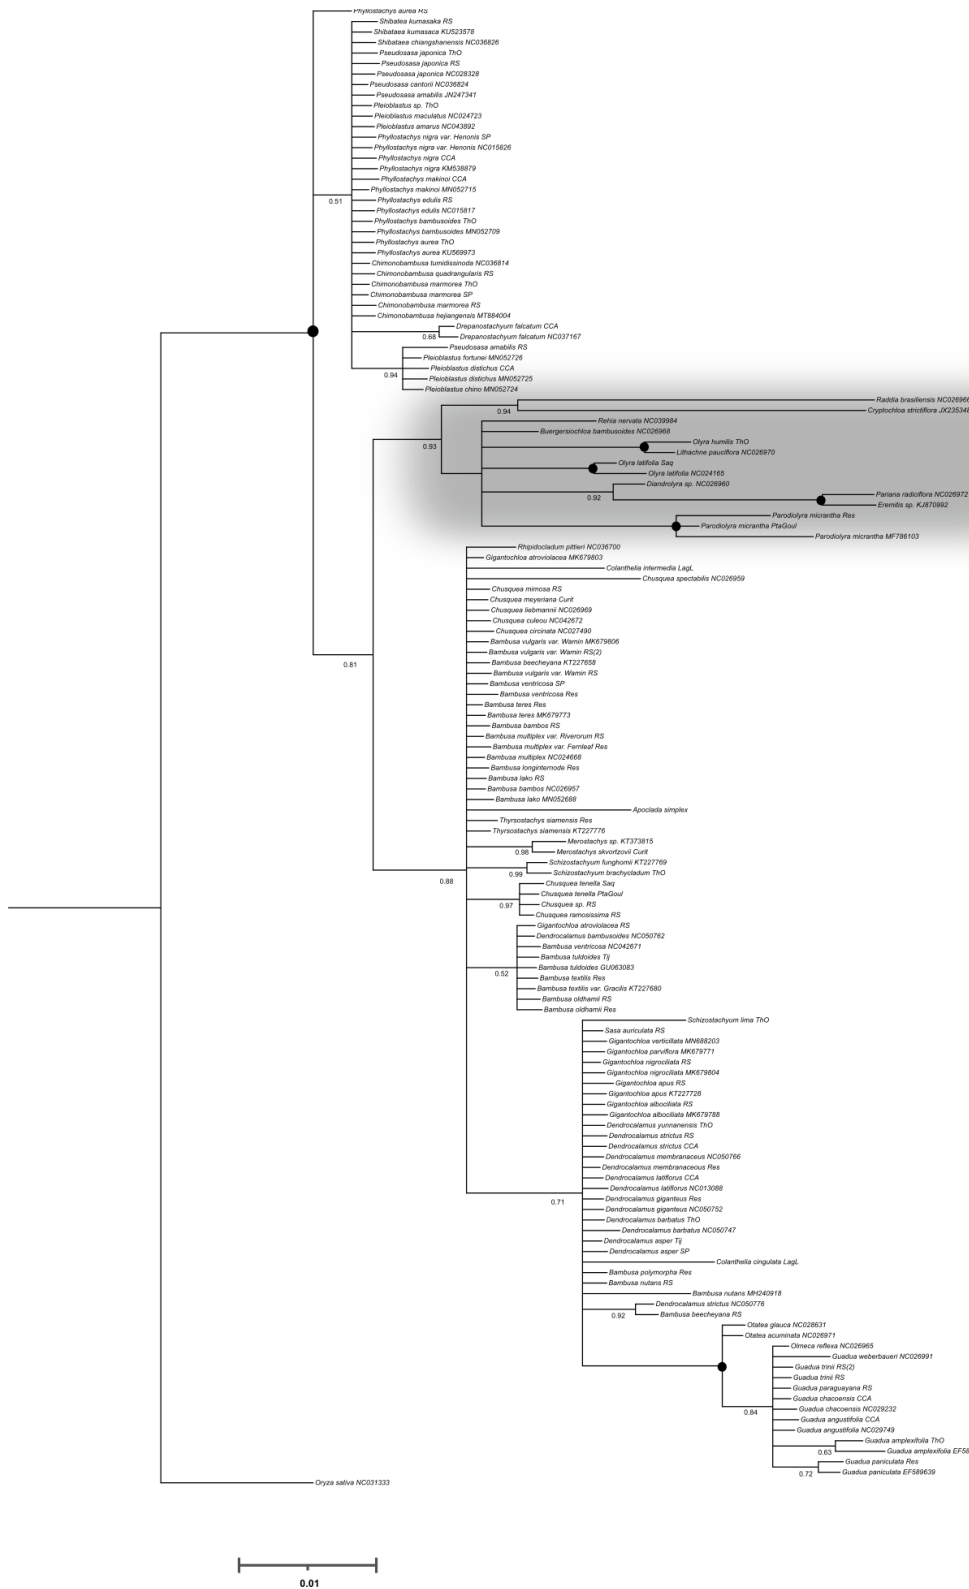 Phyllostachys aurea RS
Shibatea kumasaka RS
Shibataea kumasaca KU523578
Shibataea chiangshanensis NC036826
Pseudosasa japonica ThO
Pseudosasa japonica RS
Pseudosasa japonica NC028328
Pseudosasa cantorii NC036824
Pseudosasa amabilis JN247341
Pleioblastus sp. ThO
Pleioblastus maculatus NC024723
Pleioblastus amarus NC043892
Phyllostachys nigra var. Henonis SP
Phyllostachys nigra var. Henonis NC015826
Phyllostachys nigra CCA
Phyllostachys nigra KM538879
Phyllostachys makinoi CCA
0.51
Phyllostachys makinoi MN052715
Phyllostachys edulis RS
Phyllostachys edulis NC015817
Phyllostachys bambusoides ThO
Phyllostachys bambusoides MN052709
Phyllostachys aurea ThO
Phyllostachys aurea KU569973
Chimonobambusa tumidissinoda NC036814
Chimonobambusa quadrangularis RS
Chimonobambusa marmorea ThO
Chimonobambusa marmorea SP
Chimonobambusa marmorea RS
Chimonobambusa hejiangensis MT884004
Drepanostachyum falcatum CCA
0.68
Drepanostachyum falcatum NC037167
Pseudosasa amabilis RS
Pleioblastus fortunei MN052726
Pleioblastus distichus CCA
0.94
Pleioblastus distichus MN052725
Pleioblastus chino MN052724
Raddia brasiliensis NC026966
0.94
Cryptochloa strictiflora JX235348
Rehia nervata NC039984
Buergersiochloa bambusoides NC026968
Olyra humilis ThO
0.93
Lithachne pauciflora NC026970
Olyra latifolia Saq
Olyra latifolia NC024165
Diandrolyra sp. NC026960
0.92
Pariana radiciflora NC026972
Eremitis sp. KJ870992
Parodiolyra micrantha Res
Parodiolyra micrantha PtaGoul
Parodiolyra micrantha MF786103
Rhipidocladum pittieri NC036700
Gigantochloa atroviolacea MK679803
Colanthelia intermedia LagL
Chusquea spectabilis NC026959
Chusquea mimosa RS
Chusquea meyeriana Curit
Chusquea liebmannii NC026969
Chusquea culeou NC042672
Chusquea circinata NC027490
Bambusa vulgaris var. Wamin MK679806
Bambusa vulgaris var. Wamin RS(2)
0.81
Bambusa beecheyana KT227658
Bambusa vulgaris var. Wamin RS
Bambusa ventricosa SP
Bambusa ventricosa Res
Bambusa teres Res
Bambusa teres MK679773
Bambusa bambos RS
Bambusa multiplex var. Riverorum RS
Bambusa multiplex var. Fernleaf Res
Bambusa multiplex NC024668
Bambusa longinternode Res
Bambusa lako RS
Bambusa bambos NC026957
Bambusa lako MN052688
Apoclada simplex
Thyrsostachys siamensis Res
Thyrsostachys siamensis KT227776
Merostachys sp. KT373815
0.98
Merostachys skvortzovii Curit
Schizostachyum funghomii KT227769
0.99
Schizostachyum brachycladum ThO
0.88
Chusquea tenella Saq
Chusquea tenella PtaGoul
0.97
Chusquea sp. RS
Chusquea ramosissima RS
Gigantochloa atroviolacea RS
Dendrocalamus bambusoides NC050762
Bambusa ventricosa NC042671
Bambusa tuldoides Tij
Bambusa tuldoides GU063083
0.52
Bambusa textilis Res
Bambusa textilis var. Gracilis KT227680
Bambusa oldhamii RS
Bambusa oldhamii Res
Schizostachyum lima ThO
Sasa auriculata RS
Gigantochloa verticillata MN688203
Gigantochloa parviflora MK679771
Gigantochloa nigrociliata RS
Gigantochloa nigrociliata MK679804
Gigantochloa apus RS
Gigantochloa apus KT227728
Gigantochloa albociliata RS
Gigantochloa albociliata MK679788
Dendrocalamus yunnanensis ThO
Dendrocalamus strictus RS
Dendrocalamus strictus CCA
Dendrocalamus membranaceus NC050766
Dendrocalamus membranaceous Res
Dendrocalamus latiflorus CCA
Dendrocalamus latiflorus NC013088
0.71
Dendrocalamus giganteus Res
Dendrocalamus giganteus NC050752
Dendrocalamus barbatus ThO
Dendrocalamus barbatus NC050747
Dendrocalamus asper Tij
Dendrocalamus asper SP
Colanthelia cingulata LagL
Bambusa polymorpha Res
Bambusa nutans RS
Bambusa nutans MH240918
Dendrocalamus strictus NC050776
0.92
Bambusa beecheyana RS
Otatea glauca NC028631
Otatea acuminata NC026971
Olmeca reflexa NC026965
Guadua weberbaueri NC026991
Guadua trinii RS(2)
Guadua trinii RS
Guadua paraguayana RS
Guadua chacoensis CCA
0.84
Guadua chacoensis NC029232
Guadua angustifolia CCA
Guadua angustifolia NC029749
Guadua amplexifolia ThO
0.63
Guadua amplexifolia EF58
Guadua paniculata Res
0.72
Guadua paniculata EF589639
Oryza sativa NC031333
0.01